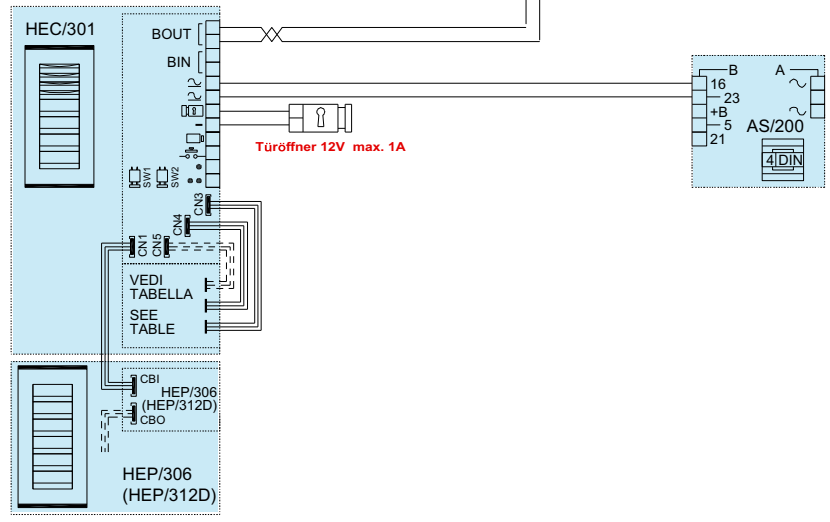 HEC/301
BOUT
BIN
Türöffner 12V max. 1A
SW1
SW2
CN3
CN4
CN1
CN5
VEDI
TABELLA
SEE
TABLE
CBI
HEP/306
(HEP/312D)
CBO
HEP/306
(HEP/312D)
B
A
16
23
+B
5
21
AS/200
4 DIN